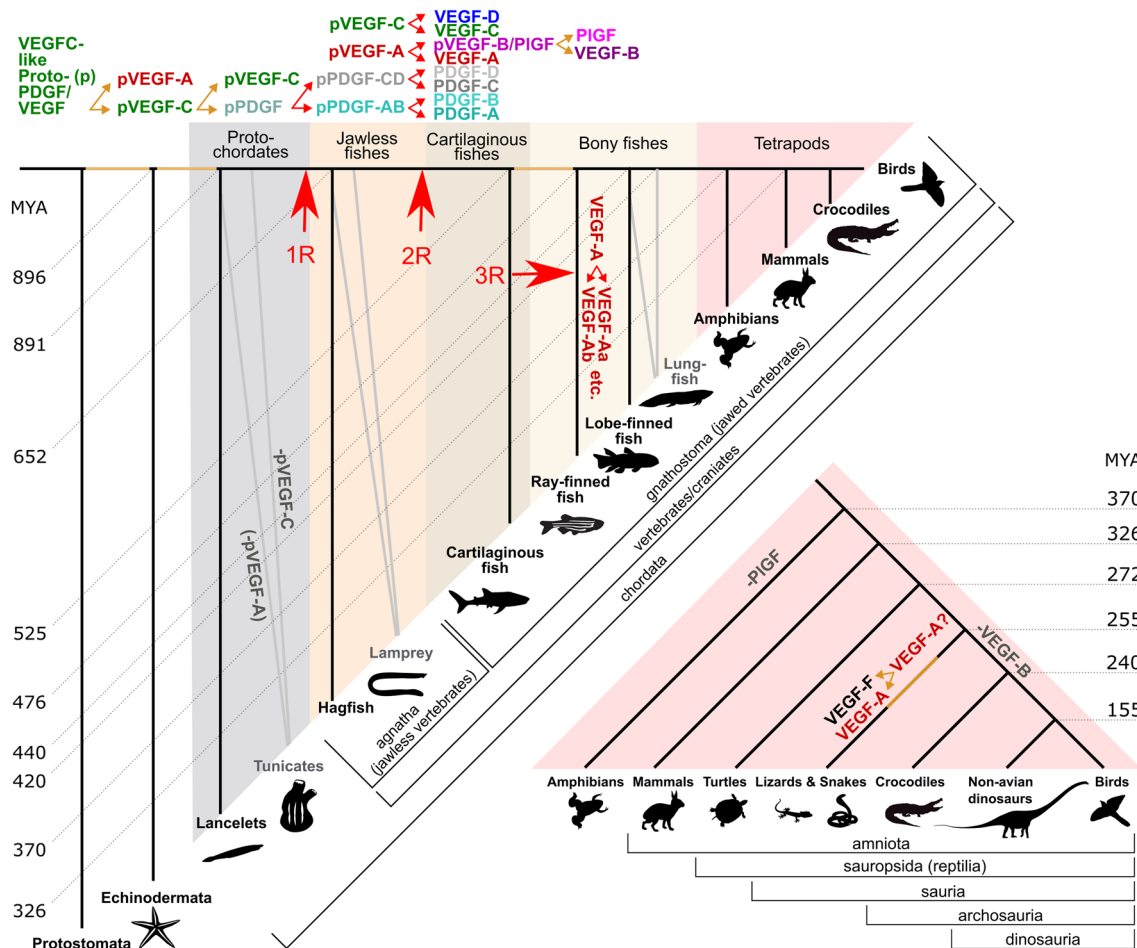 VEGFC-
like
Proto- (p)
PDGF/
VEGF
pVEGF-A
pVEGF-C
pVEGF-C
pPDGF
pVEGF-C
pVEGF-A
pPDGF-CD
pPDGF-AB
VEGF-D
VEGF-C
pVEGF-B/PlGF
VEGF-A
PDGF-D
PDGF-C
PDGF-B
PDGF-A
PlGF
VEGF-B
Proto-
chordates
Jawless
fishes
Cartilaginous
fishes
Bony fishes
Tetrapods
MYA
896
891
652
525
476
440
420
370
326
1R
2R
3R
VEGF-A
VEGF-Aa
VEGF-Ab etc.
-pVEGF-C
(-pVEGF-A)
Birds
Crocodiles
Mammals
Amphibians
Lung-
fish
Lobe-finned
fish
Ray-finned
fish
Cartilaginous
fish
Lamprey
Hagfish
Tunicates
Lancelets
Echinodermata
Protostomata
gnathostoma (jawed vertebrates)
vertebrates/craniates
chordata
agnatha
(jawless vertebrates)
MYA
370
326
272
255
240
155
-PlGF
-VEGF-B
VEGF-A?
VEGF-F
VEGF-A
Amphibians
Mammals
Turtles
Lizards & Snakes
Crocodiles
Non-avian
dinosaurs
Birds
amniota
sauropsida (reptilia)
sauria
archosauria
dinosauria